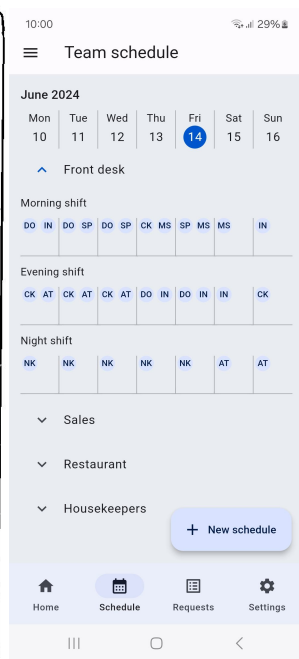 10:00 29%
Team schedule
June 2024
Mon Tue Wed Thu Fri Sat Sun
10 11 12 13 14 15 16
Front desk
Morning shift
DO IN DO SP DO SP CK MS SP MS MS IN
Evening shift
CK AT CK AT CK AT DO IN DO IN IN CK
Night shift
NK NK NK NK NK AT AT
Sales
Restaurant
Housekeepers
+ New schedule
Home Schedule Requests Settings